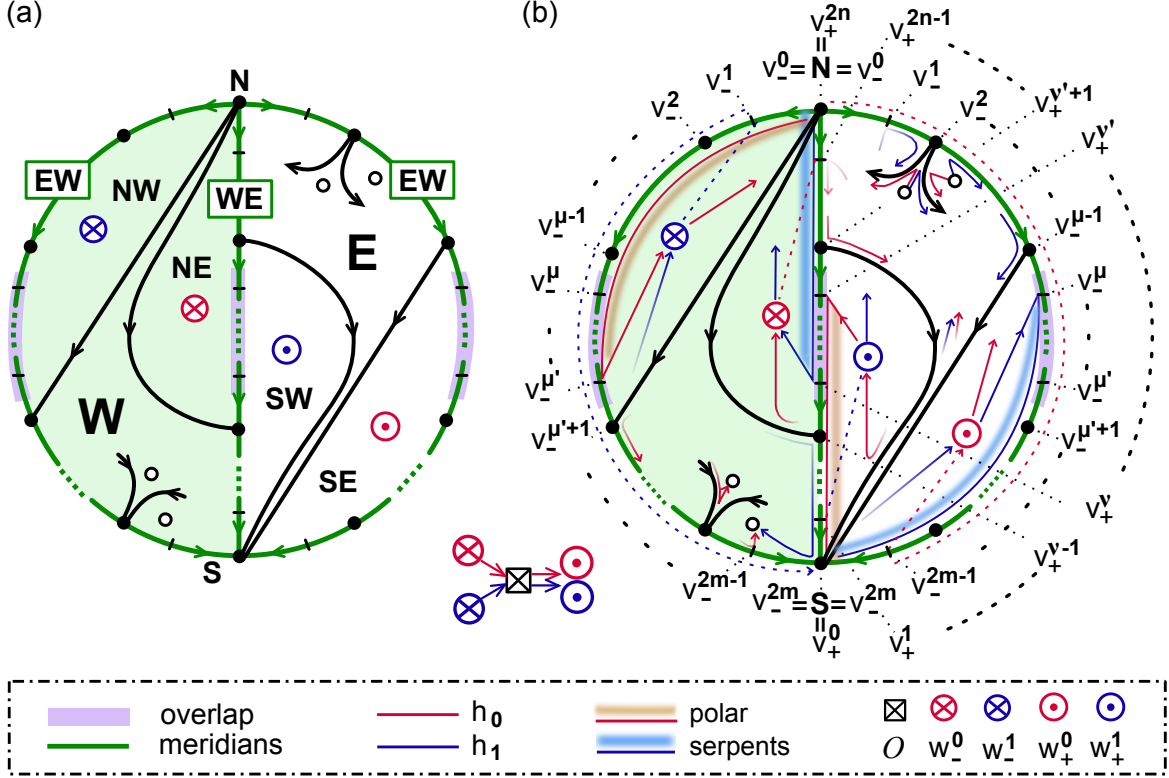 (a)
N
EW
NW
WE
EW
NE
E
SW
W
SE
S
(b)
v₊²ⁿ
v₊²ⁿ⁻¹
=
v₋⁰ = N = v₋⁰
v₋¹
v₋¹
v₋²
v₋²
v₊^ν'+1
v₊^ν'
v₋^μ-1
v₋^μ-1
v₋^μ
v₋^μ
v₋^μ'
v₋^μ'
v₋^μ'+1
v₋^μ'+1
v₊^ν
v₊^ν-1
v₋^2m-1
v₋^2m-1
v₋^2m = S = v₋^2m
=
v₊⁰
v₊¹
overlap
h₀
polar
meridians
h₁
serpents
O
w₋⁰
w₋¹
w₊⁰
w₊¹